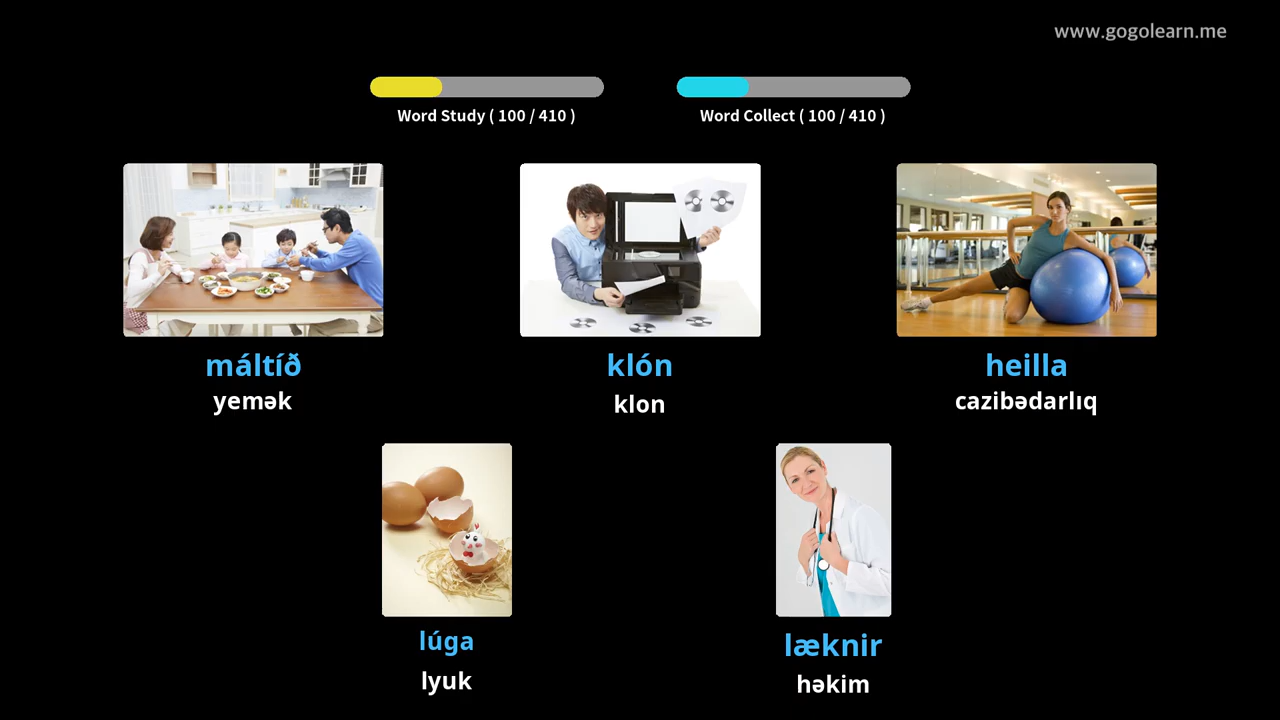 www.gogolearn.me
Word Study ( 100 / 410 )
Word Collect ( 100 / 410 )
máltíð
yemək
klón
klon
heilla
cazibədarlıq
lúga
lyuk
læknir
həkim